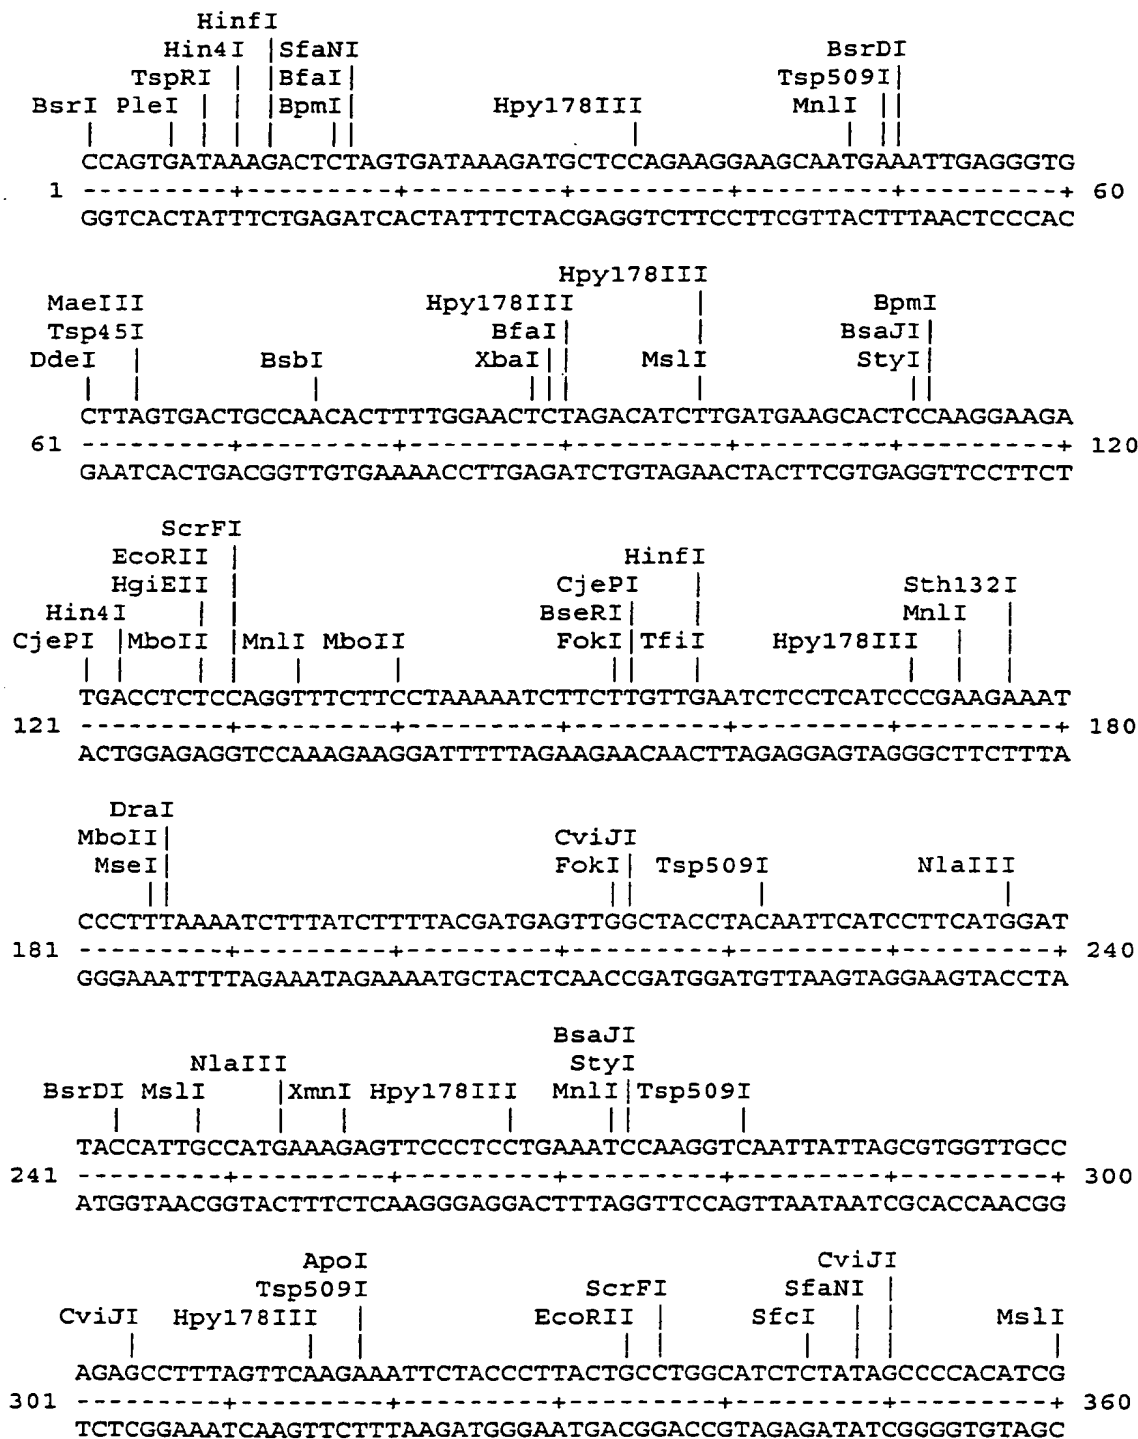 HinfI
Hin4I SfaNI BsrDI
TspRI BfaI Tsp509I
BsrI PleI BpmI Hpy178III MnlI
CCAGTGATAAAGACTCTAGTGATAAAGATGCTCCAGAAGGAAGCAATGAAATTGAGGGTG
1 ---------+---------+---------+---------+---------+---------+ 60
GGTCACTATTTCTGAGATCACTATTTCTACGAGGTCTTCCTTCGTTACTTTAACTCCCAC
Hpy178III
MaeIII Hpy178III BpmI
Tsp45I BfaI BsaJI
DdeI BsbI XbaI MslI StyI
CTTAGTGACTGCCAACACTTTTGGAACTCTAGACATCTTGATGAAGCACTCCAAGGAAGA
61 ---------+---------+---------+---------+---------+---------+ 120
GAATCACTGACGGTTGTGAAAACCTTGAGATCTGTAGAACTACTTCGTGAGGTTCCTTCT
ScrFI
EcoRII HinfI
HgiEII CjePI Sth132I
Hin4I BseRI MnlI
CjePI MboII MnlI MboII FokI TfiI Hpy178III
TGACCTCTCCAGGTTTCTTCCTAAAAATCTTCTTGTTGAATCTCCTCATCCCGAAGAAAT
121 ---------+---------+---------+---------+---------+---------+ 180
ACTGGAGAGGTCCAAAGAAGGATTTTTAGAAGAACAACTTAGAGGAGTAGGGCTTCTTTA
DraI
MboII CviJI
MseI FokI Tsp509I NlaIII
CCCTTTAAAATCTTTATCTTTTACGATGAGTTGGCTACCTACAATTCATCCTTCATGGAT
181 ---------+---------+---------+---------+---------+---------+ 240
GGGAAATTTTAGAAATAGAAAATGCTACTCAACCGATGGATGTTAAGTAGGAAGTACCTA
BsaJI
NlaIII StyI
BsrDI MslI XmnI Hpy178III MnlI Tsp509I
TACCATTGCCATGAAAGAGTTCCCTCCTGAAATCCAAGGTCAATTATTAGCGTGGTTGCC
241 ---------+---------+---------+---------+---------+---------+ 300
ATGGTAACGGTACTTTCTCAAGGGAGGACTTTAGGTTCCAGTTAATAATCGCACCAACGG
ApoI CviJI
Tsp509I ScrFI SfaNI
CviJI Hpy178III EcoRII SfcI MslI
AGAGCCTTTAGTTCAAGAAATTCTACCCTTACTGCCTGGCATCTCTATAGCCCCACATCG
301 ---------+---------+---------+---------+---------+---------+ 360
TCTCGGAAATCAAGTTCTTTAAGATGGGAATGACGGACCGTAGAGATATCGGGGTGTAGC